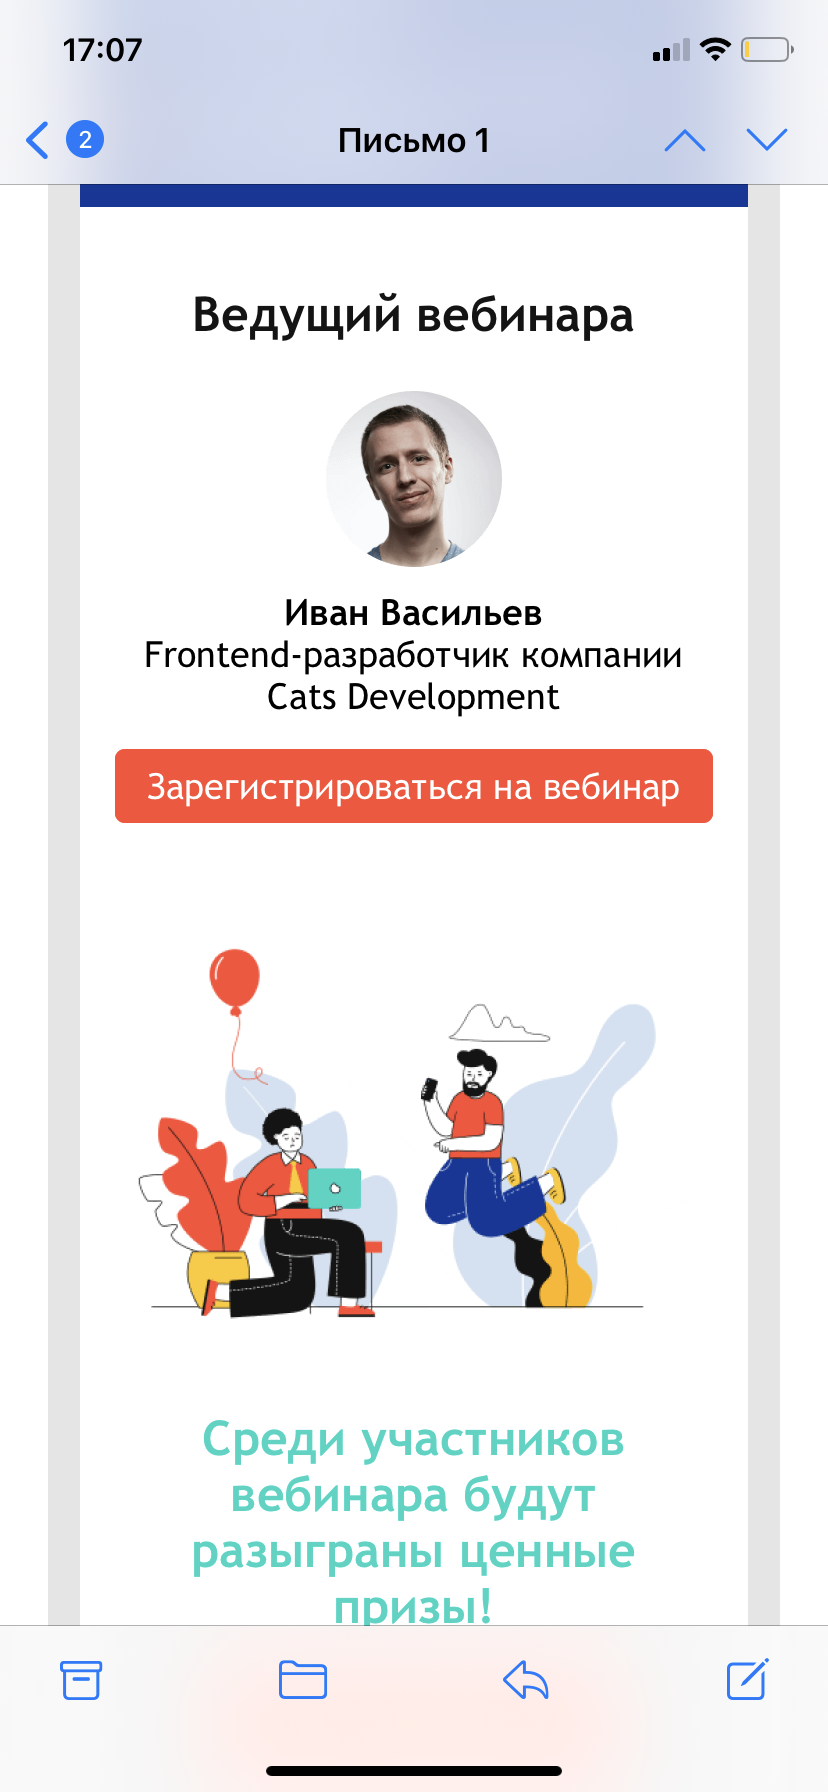 17:07
2
Письмо 1
Ведущий вебинара
Иван Васильев
Frontend-разработчик компании
Cats Development
Зарегистрироваться на вебинар
Среди участников
вебинара будут
разыграны ценные
призы!